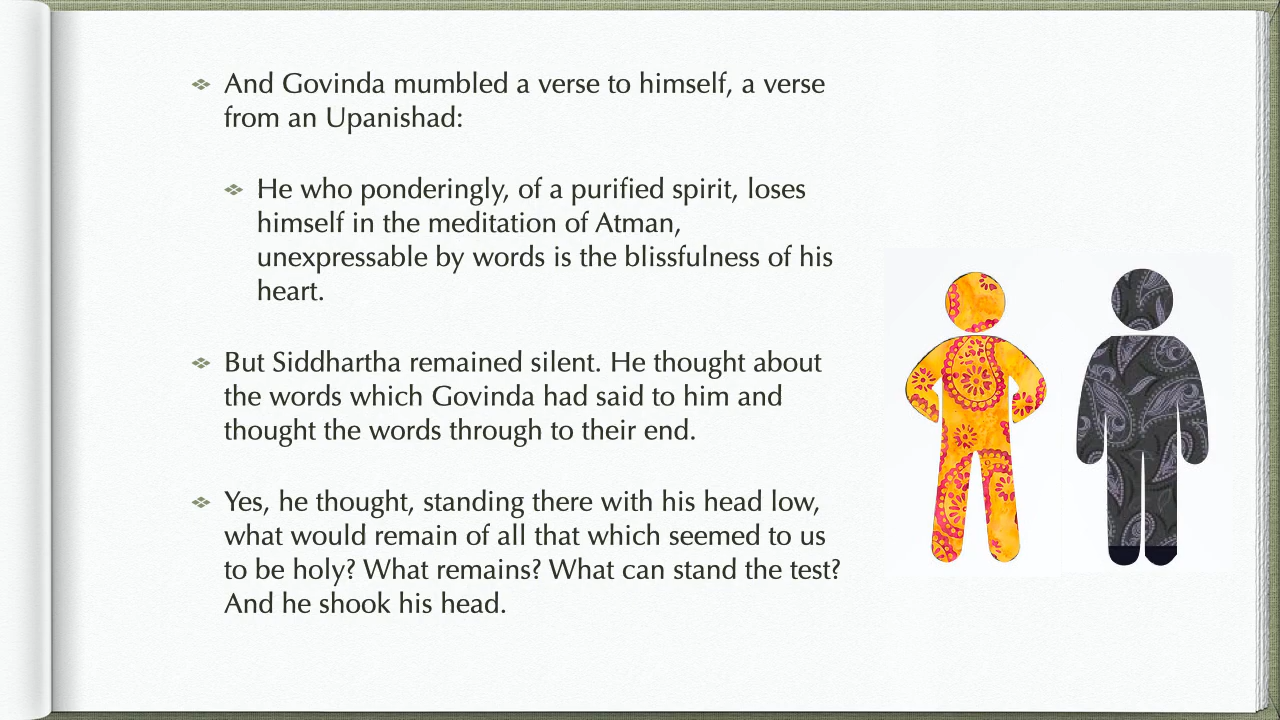 And Govinda mumbled a verse to himself, a verse
from an Upanishad:
He who ponderingly, of a purified spirit, loses
himself in the meditation of Atman,
unexpressable by words is the blissfulness of his
heart.
But Siddhartha remained silent. He thought about
the words which Govinda had said to him and
thought the words through to their end.
Yes, he thought, standing there with his head low,
what would remain of all that which seemed to us
to be holy? What remains? What can stand the test?
And he shook his head.